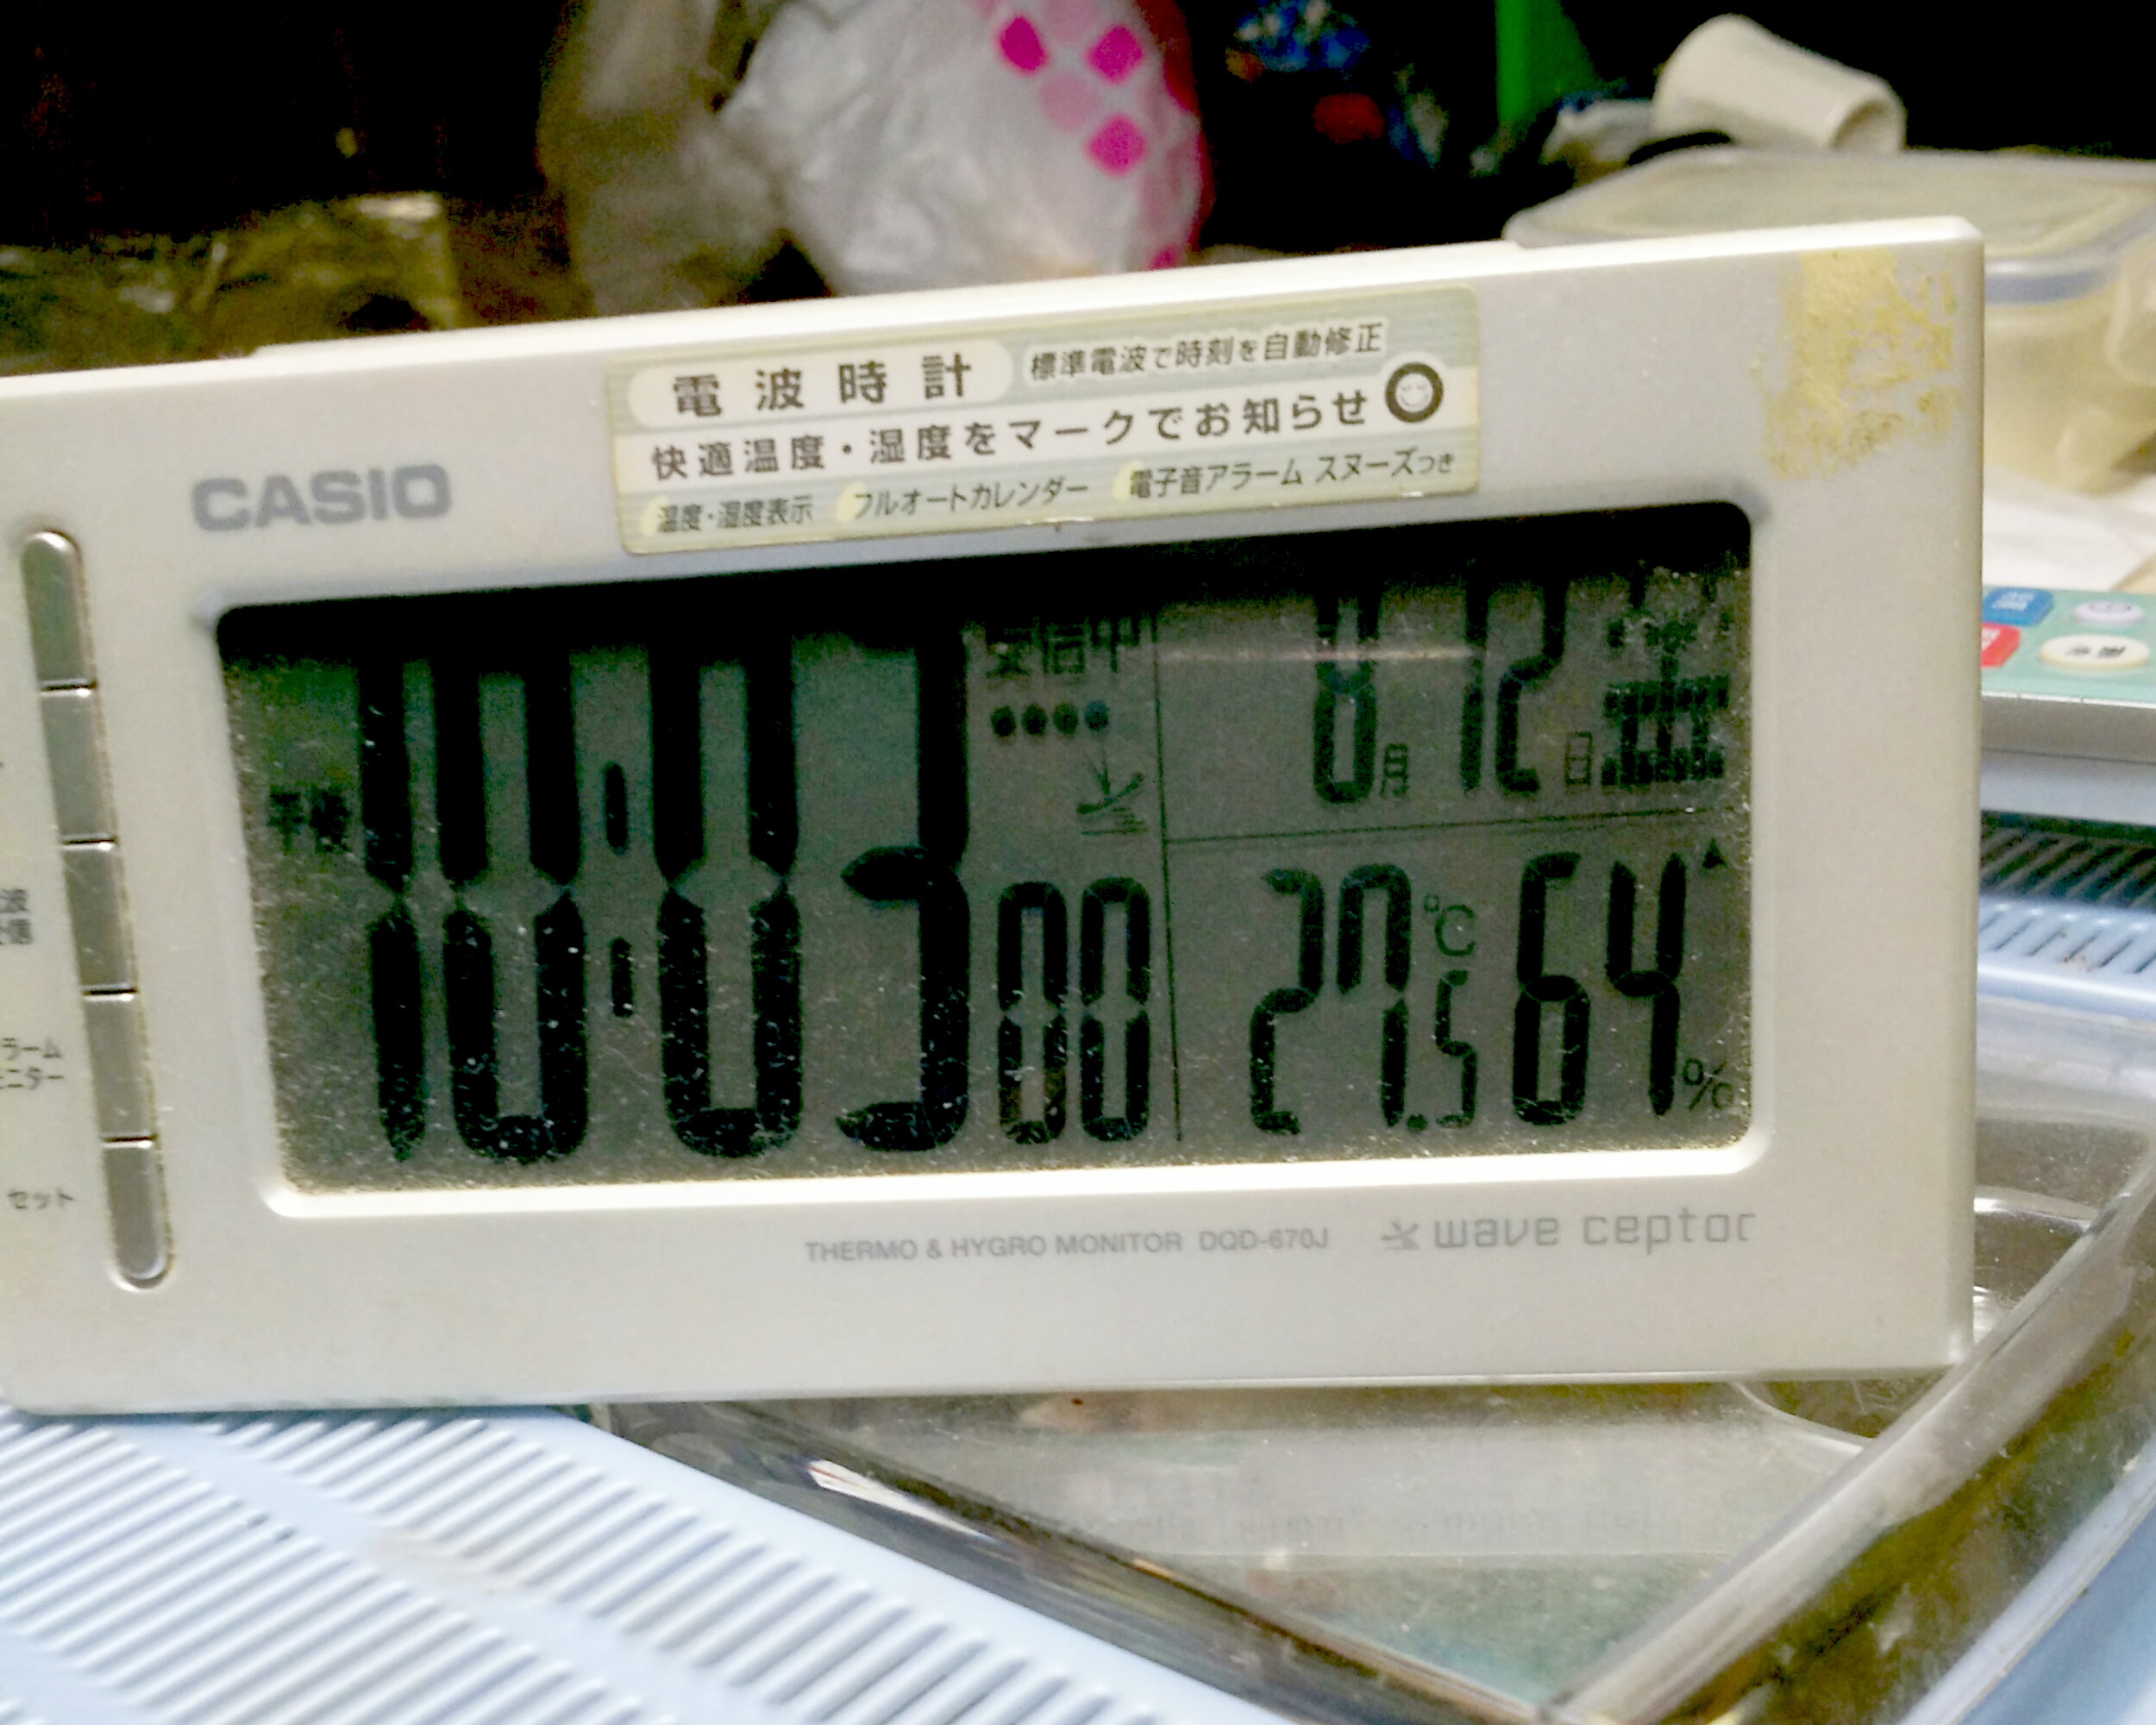 電波時計 標準電波で時刻を自動修正
快適温度・湿度をマークでお知らせ
温度・湿度表示 フルオートカレンダー 電子音アラーム スヌーズつき
CASIO
受信中
8月12日
午後 10:03 00
27.5℃ 64%
セット
THERMO & HYGRO MONITOR DQD-670J wave ceptor